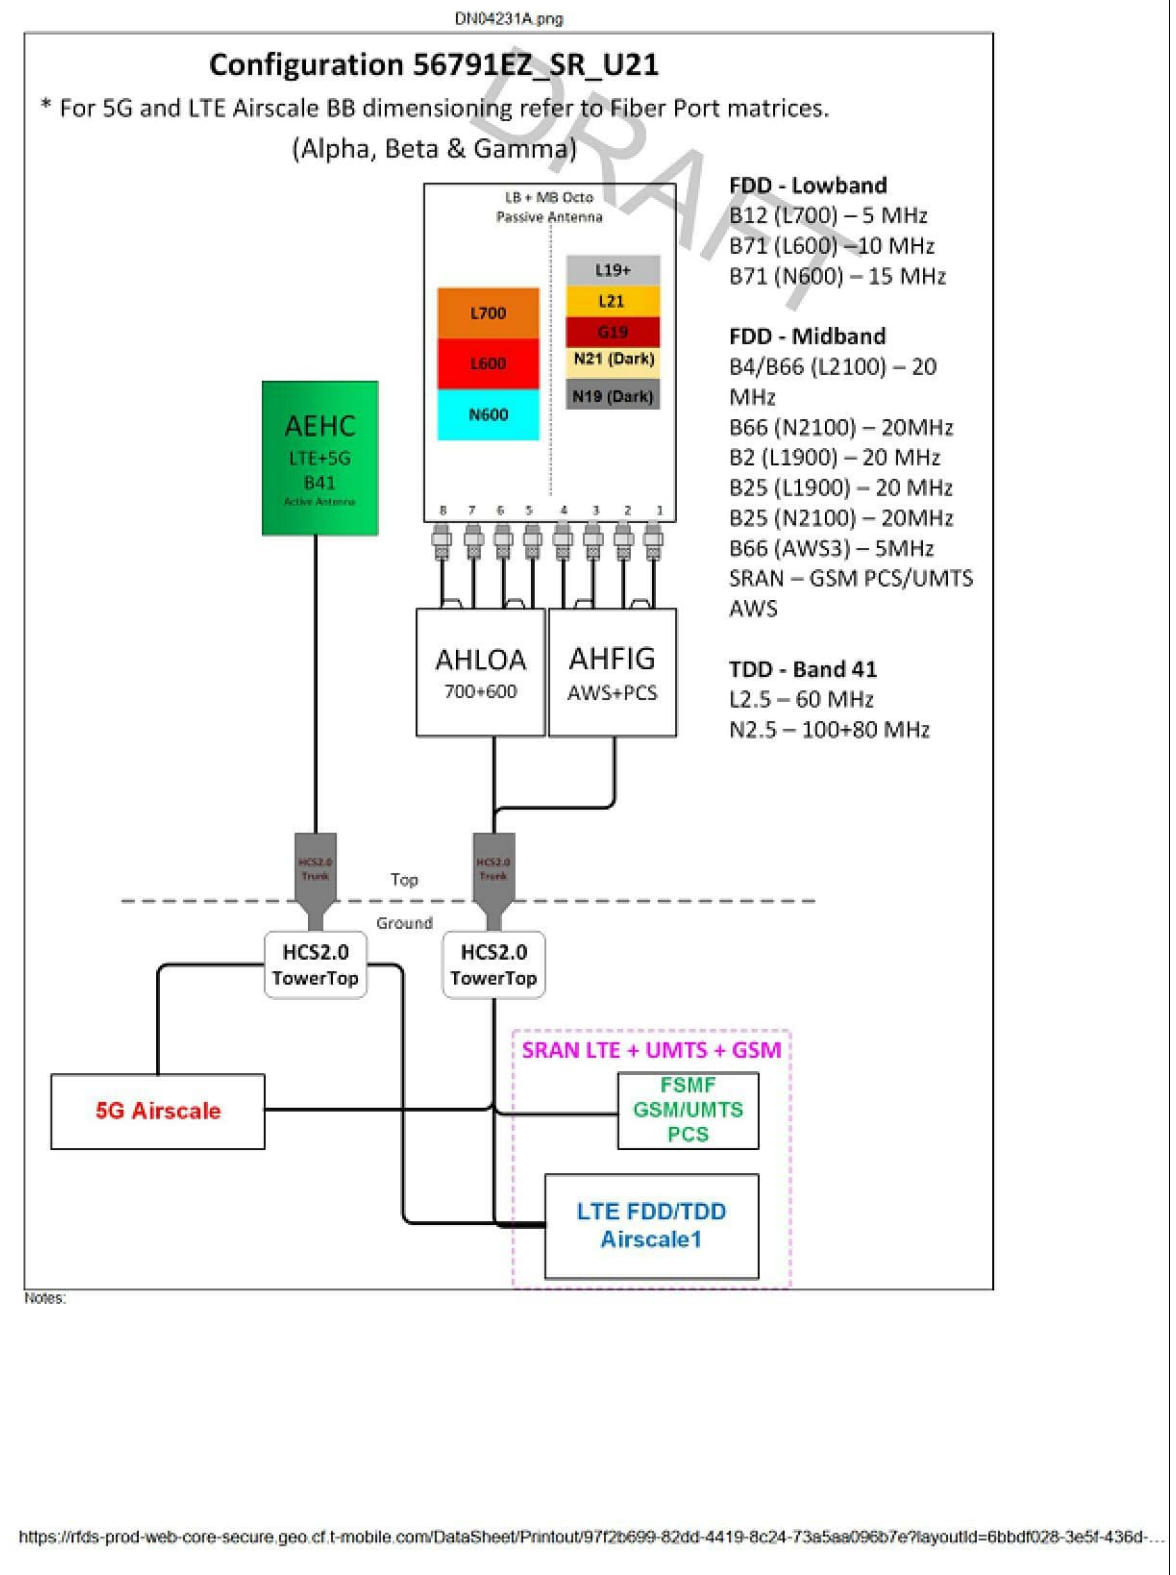 DN04231A.png
Configuration 56791EZ_SR_U21
* For 5G and LTE Airscale BB dimensioning refer to Fiber Port matrices.
(Alpha, Beta & Gamma)
DRAFT
LB + MB Octo
Passive Antenna
L700
L600
N600
L19+
L21
G19
N21 (Dark)
N19 (Dark)
8 7 6 5 4 3 2 1
AEHC
LTE+5G
B41
Active Antenna
AHLOA
700+600
AHFIG
AWS+PCS
FDD - Lowband
B12 (L700) – 5 MHz
B71 (L600) –10 MHz
B71 (N600) – 15 MHz
FDD - Midband
B4/B66 (L2100) – 20
MHz
B66 (N2100) – 20MHz
B2 (L1900) – 20 MHz
B25 (L1900) – 20 MHz
B25 (N2100) – 20MHz
B66 (AWS3) – 5MHz
SRAN – GSM PCS/UMTS
AWS
TDD - Band 41
L2.5 – 60 MHz
N2.5 – 100+80 MHz
HCS2.0
Trunk
HCS2.0
Trunk
Top
Ground
HCS2.0
TowerTop
HCS2.0
TowerTop
SRAN LTE + UMTS + GSM
5G Airscale
FSMF
GSM/UMTS
PCS
LTE FDD/TDD
Airscale1
Notes:
https://rfds-prod-web-core-secure.geo.cf.t-mobile.com/DataSheet/Printout/97f2b699-82dd-4419-8c24-73a5aa096b7e?layoutId=6bbdf028-3e5f-436d-...